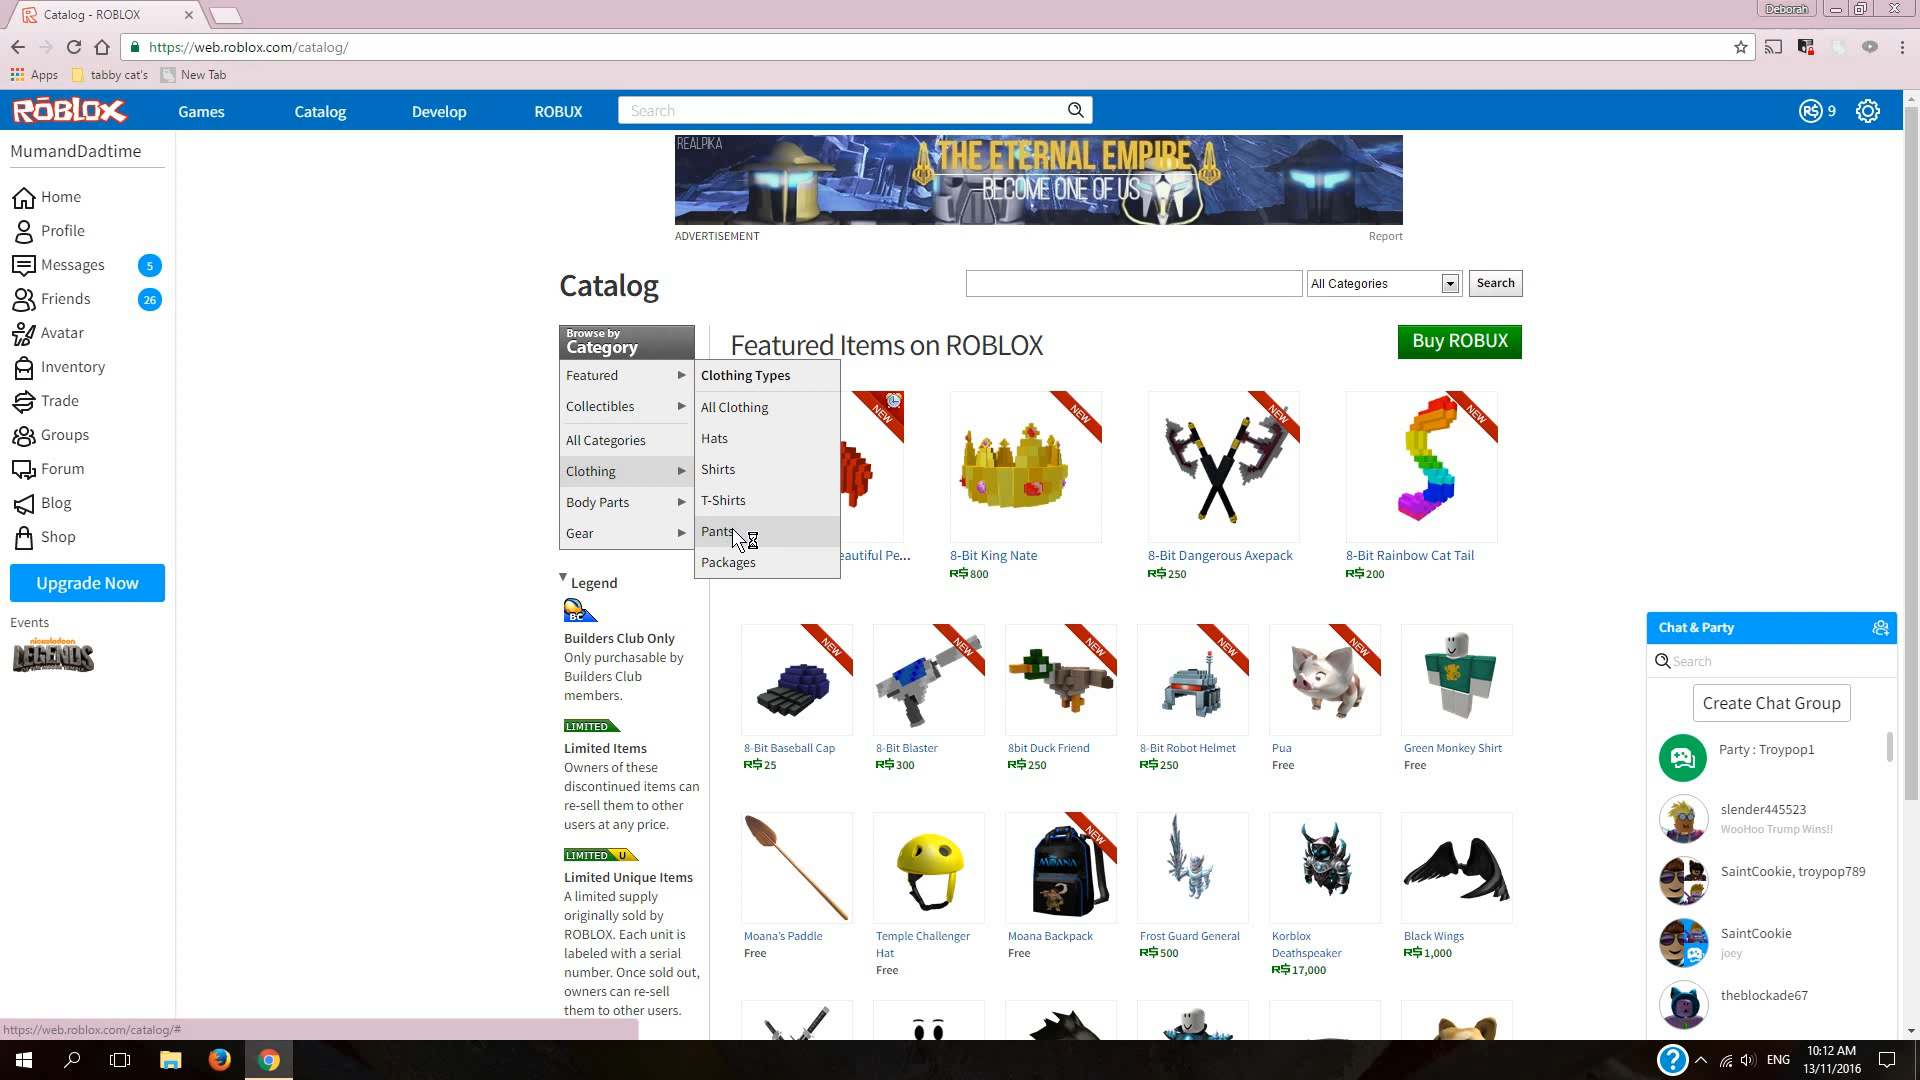 Catalog - ROBLOX
Deborah
https://web.roblox.com/catalog/
Apps
tabby cat's
New Tab
ROBLOX
Games
Catalog
Develop
ROBUX
Search
R$ 9
MumandDadtime
Home
Profile
Messages 5
Friends 26
Avatar
Inventory
Trade
Groups
Forum
Blog
Shop
Upgrade Now
Events
nickelodeon
LEGENDS
REALPIKA
THE ETERNAL EMPIRE
BECOME ONE OF US
ADVERTISEMENT
Report
Catalog
All Categories
Search
Browse by
Category
Featured
Collectibles
All Categories
Clothing
Body Parts
Gear
Clothing Types
All Clothing
Hats
Shirts
T-Shirts
Pants
Packages
Legend
BC
Builders Club Only
Only purchasable by
Builders Club
members.
LIMITED
Limited Items
Owners of these
discontinued items can
re-sell them to other
users at any price.
LIMITED U
Limited Unique Items
A limited supply
originally sold by
ROBLOX. Each unit is
labeled with a serial
number. Once sold out,
owners can re-sell
them to other users.
Featured Items on ROBLOX
Buy ROBUX
NEW
NEW
NEW
NEW
eautiful Pe...
8-Bit King Nate
R$ 800
8-Bit Dangerous Axepack
R$ 250
8-Bit Rainbow Cat Tail
R$ 200
NEW
NEW
NEW
NEW
NEW
8-Bit Baseball Cap
R$ 25
8-Bit Blaster
R$ 300
8bit Duck Friend
R$ 250
8-Bit Robot Helmet
R$ 250
Pua
Free
Green Monkey Shirt
Free
NEW
MOANA
Moana's Paddle
Free
Temple Challenger
Hat
Free
Moana Backpack
Free
Frost Guard General
R$ 500
Korblox
Deathspeaker
R$ 17,000
Black Wings
R$ 1,000
Chat & Party
Search
Create Chat Group
Party : Troypop1
slender445523
WooHoo Trump Wins!!
SaintCookie, troypop789
SaintCookie
joey
theblockade67
https://web.roblox.com/catalog/#
ENG
10:12 AM
13/11/2016